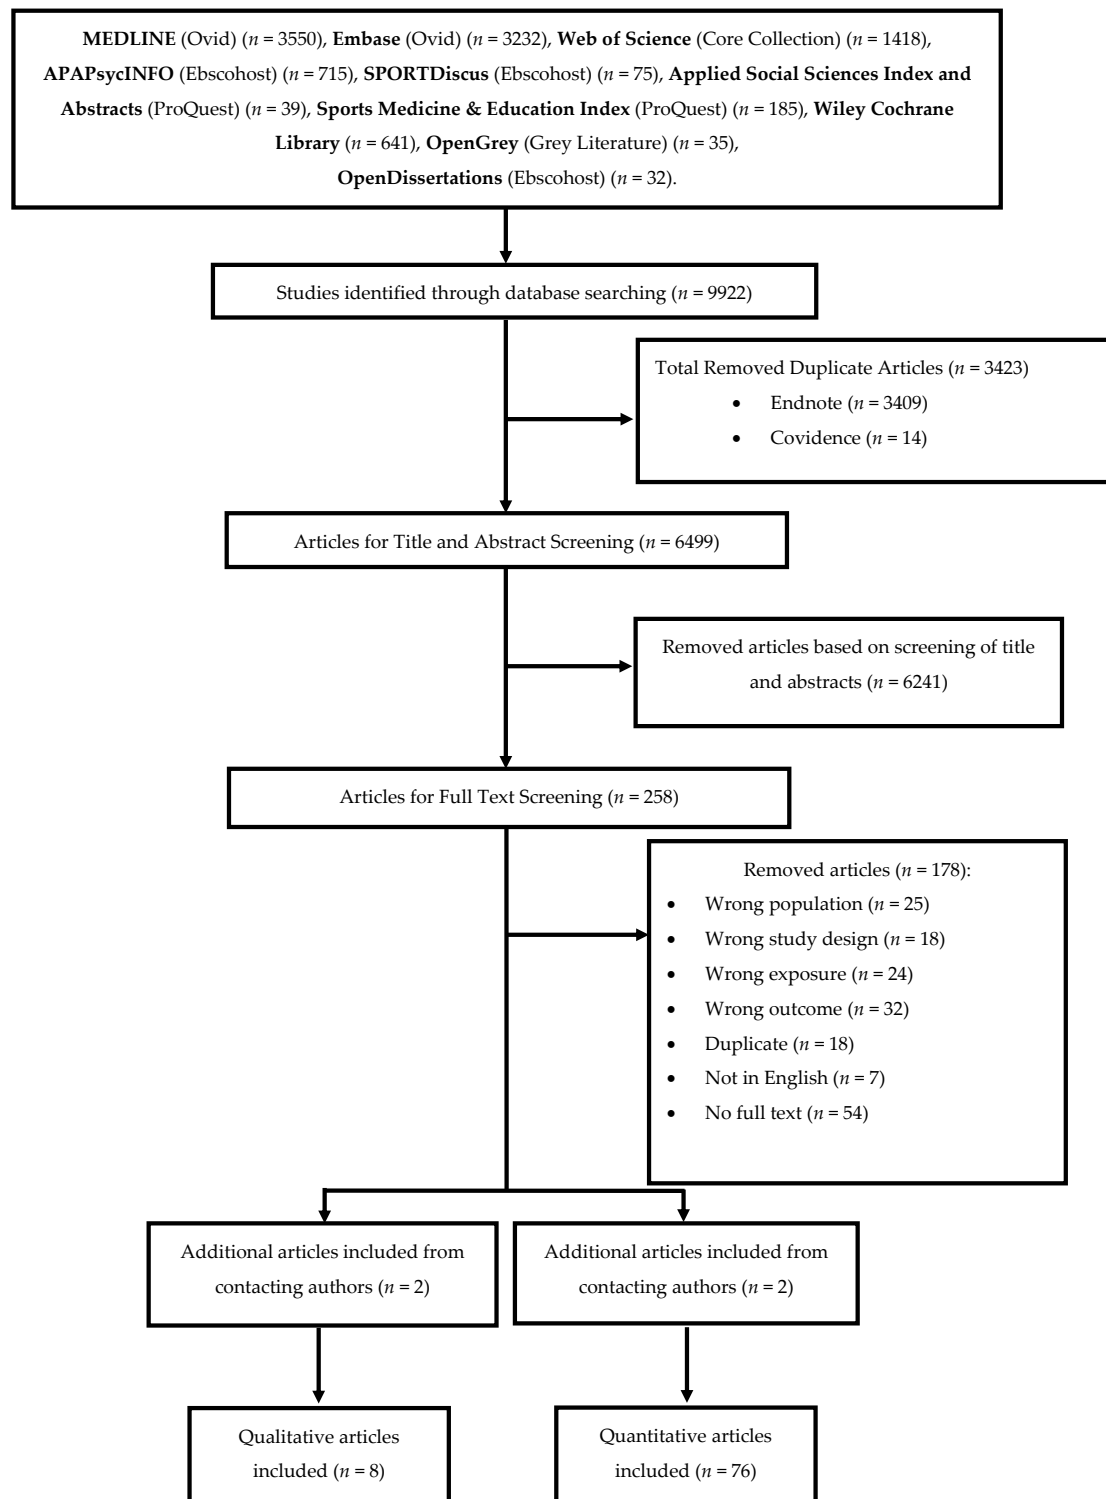 MEDLINE (Ovid) (n = 3550), Embase (Ovid) (n = 3232), Web of Science (Core Collection) (n = 1418),
APAPsycINFO (Ebscohost) (n = 715), SPORTDiscus (Ebscohost) (n = 75), Applied Social Sciences Index and
Abstracts (ProQuest) (n = 39), Sports Medicine & Education Index (ProQuest) (n = 185), Wiley Cochrane
Library (n = 641), OpenGrey (Grey Literature) (n = 35),
OpenDissertations (Ebscohost) (n = 32).
Studies identified through database searching (n = 9922)
Total Removed Duplicate Articles (n = 3423)
• Endnote (n = 3409)
• Covidence (n = 14)
Articles for Title and Abstract Screening (n = 6499)
Removed articles based on screening of title
and abstracts (n = 6241)
Articles for Full Text Screening (n = 258)
Removed articles (n = 178):
• Wrong population (n = 25)
• Wrong study design (n = 18)
• Wrong exposure (n = 24)
• Wrong outcome (n = 32)
• Duplicate (n = 18)
• Not in English (n = 7)
• No full text (n = 54)
Additional articles included from
contacting authors (n = 2)
Additional articles included from
contacting authors (n = 2)
Qualitative articles
included (n = 8)
Quantitative articles
included (n = 76)